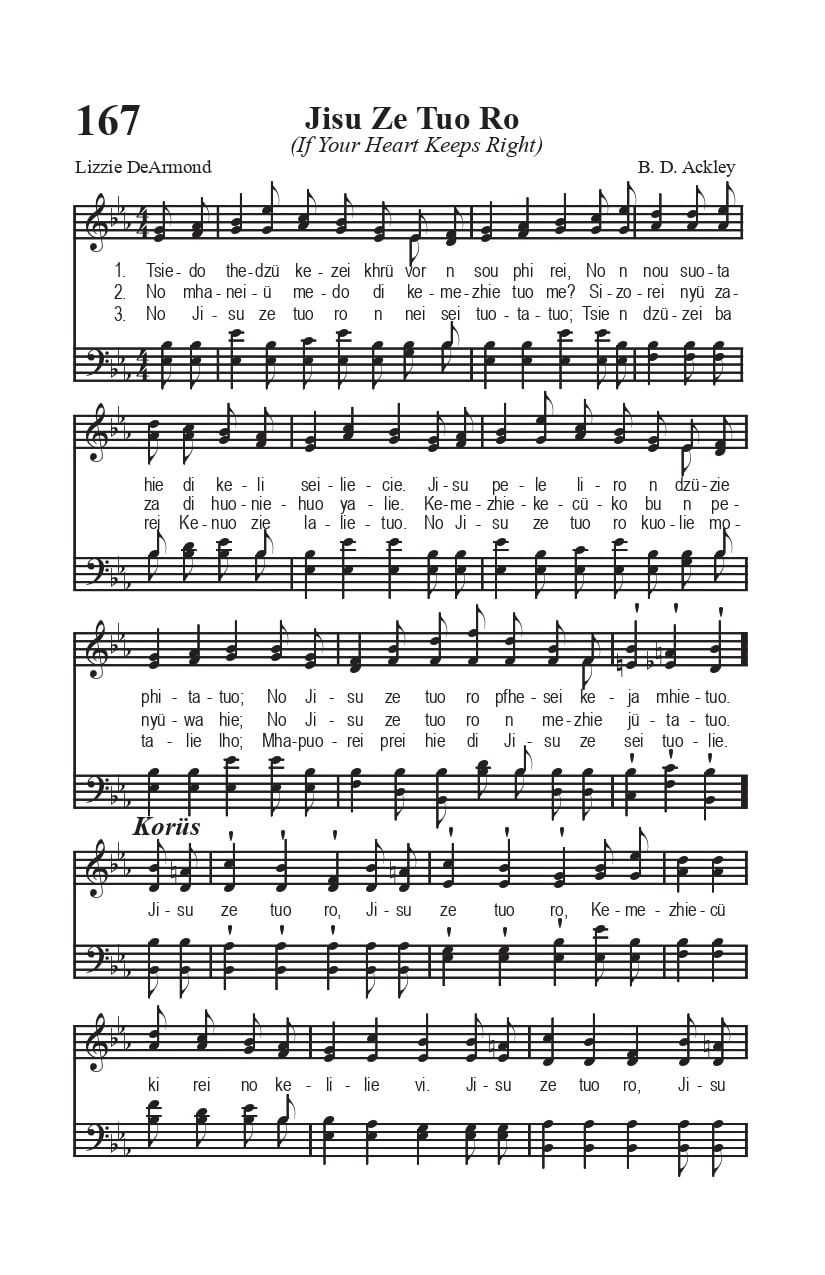 167
Jisu Ze Tuo Ro
(If Your Heart Keeps Right)
Lizzie DeArmond B. D. Ackley
1. Tsie-do the-dzü ke-zei khrü vor n sou phi rei, No n nou suo-ta
2. No mha-nei-ü me-do di ke-me-zhie tuo me? Si-zo-rei nyü za-
3. No Ji-su ze tuo ro n nei sei tuo-ta-tuo; Tsie n dzü-zei ba
hie di ke-li sei-lie-cie. Ji-su pe-le li-ro n dzü-zie
za di huo-nie-huo ya-lie. Ke-me-zhie-ke-cü-ko bu n pe-
rei Ke-nuo zie la-lie-tuo. No Ji-su ze tuo ro kuo-lie mo-
phi-ta-tuo; No Ji-su ze tuo ro pfhe-sei ke-ja mhie-tuo.
nyü-wa hie; No Ji-su ze tuo ro n me-zhie jü-ta-tuo.
ta-lie lho; Mha-puo-rei prei hie di Ji-su ze sei tuo-lie.
Korüs
Ji-su ze tuo ro, Ji-su ze tuo ro, Ke-me-zhie-cü
ki rei no ke-li-lie vi. Ji-su ze tuo ro, Ji-su